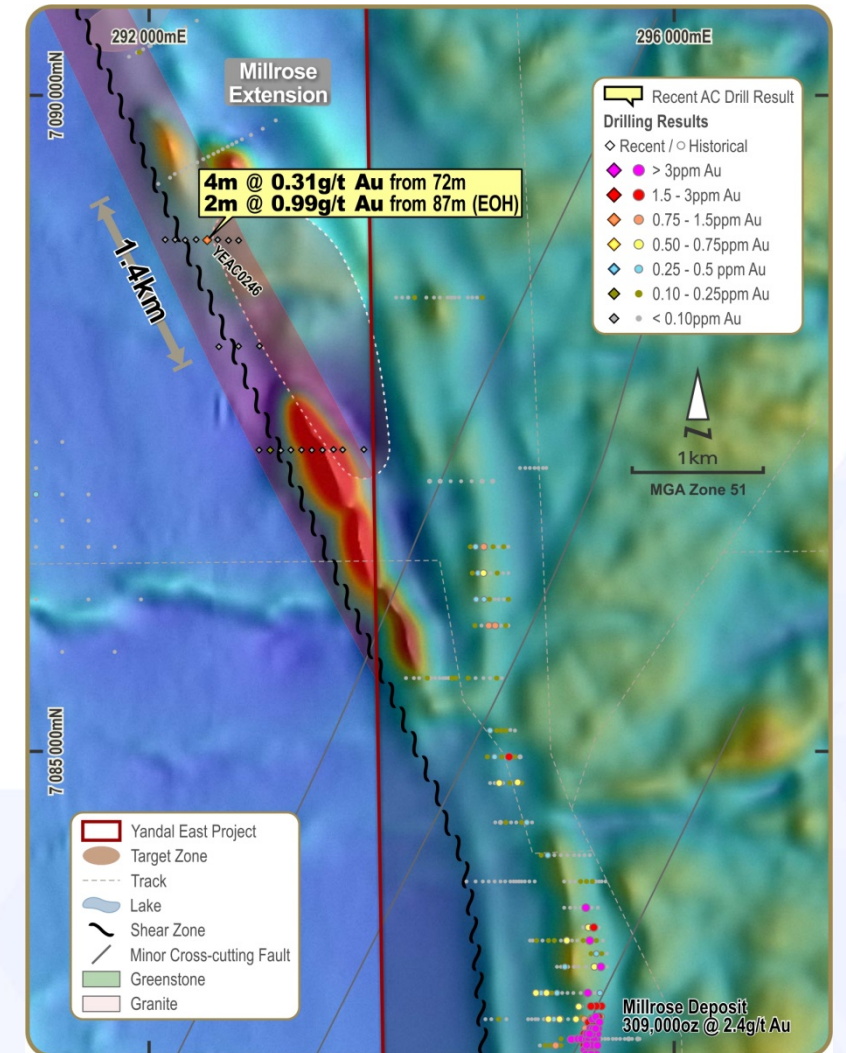 292 000mE
296 000mE
7 090 000mN
Millrose
Extension
4m @ 0.31g/t Au from 72m
2m @ 0.99g/t Au from 87m (EOH)
YEAC0246
1.4km
Recent AC Drill Result
Drilling Results
Recent / Historical
> 3ppm Au
1.5 - 3ppm Au
0.75 - 1.5ppm Au
0.50 - 0.75ppm Au
0.25 - 0.5 ppm Au
0.10 - 0.25ppm Au
< 0.10ppm Au
N
1km
MGA Zone 51
7 085 000mN
Yandal East Project
Target Zone
Track
Lake
Shear Zone
Minor Cross-cutting Fault
Greenstone
Granite
Millrose Deposit
309,000oz @ 2.4g/t Au